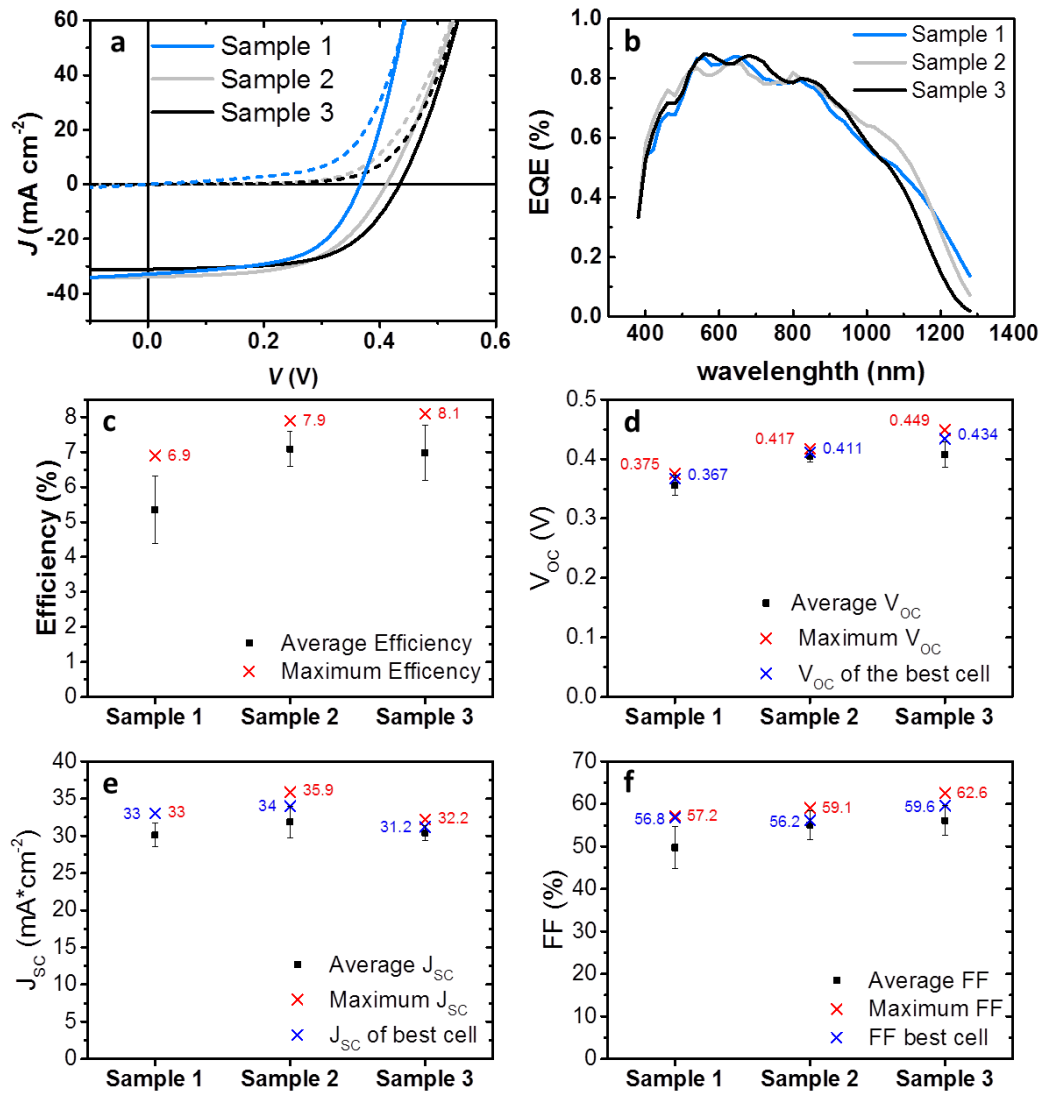 a
Sample 1
Sample 2
Sample 3
60
40
20
0
-20
-40
J (mA cm-2)
0.0 0.2 0.4 0.6
V (V)
b
Sample 1
Sample 2
Sample 3
1.0
0.8
0.6
0.4
0.2
0.0
EQE (%)
400 600 800 1000 1200 1400
wavelenghth (nm)
c
8
7
6
5
4
3
2
1
0
Efficiency (%)
6.9
7.9
8.1
Average Efficiency
Maximum Efficency
Sample 1 Sample 2 Sample 3
d
0.5
0.4
0.3
0.2
0.1
0.0
VOC (V)
0.375 0.367
0.417 0.411
0.449 0.434
Average VOC
Maximum VOC
VOC of the best cell
Sample 1 Sample 2 Sample 3
e
40
35
30
25
20
15
10
5
0
JSC (mA*cm-2)
33 33
34 35.9
31.2 32.2
Average JSC
Maximum JSC
JSC of best cell
Sample 1 Sample 2 Sample 3
f
70
60
50
40
30
20
10
0
FF (%)
56.8 57.2
56.2 59.1
59.6 62.6
Average FF
Maximum FF
FF best cell
Sample 1 Sample 2 Sample 3